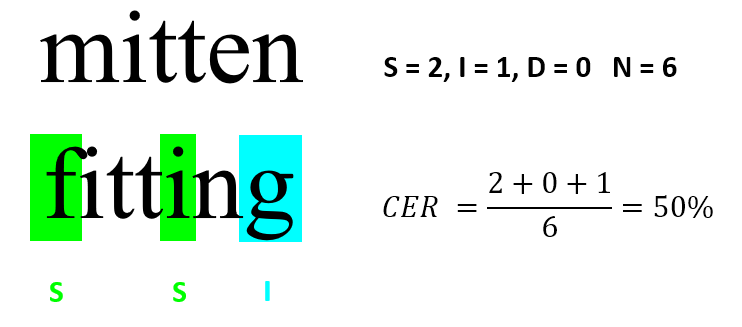 mitten
S = 2, I = 1, D = 0 N = 6
fitting
CER = (2 + 0 + 1) / 6 = 50%
S S I